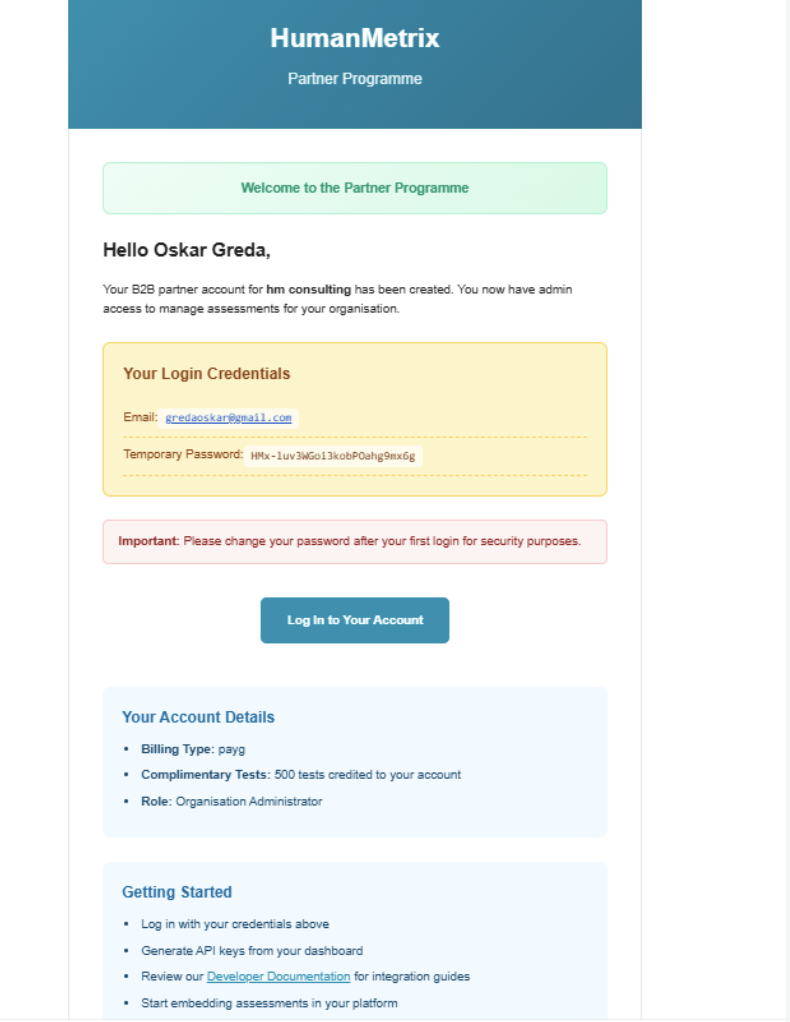 HumanMetrix
Partner Programme
Welcome to the Partner Programme
Hello Oskar Greda,
Your B2B partner account for hm consulting has been created. You now have admin
access to manage assessments for your organisation.
Your Login Credentials
Email: gredaoskar@gmail.com
Temporary Password: HMx-luv3WGoi3kobPOahg9mx6g
Important: Please change your password after your first login for security purposes.
Log In to Your Account
Your Account Details
• Billing Type: payg
• Complimentary Tests: 500 tests credited to your account
• Role: Organisation Administrator
Getting Started
• Log in with your credentials above
• Generate API keys from your dashboard
• Review our Developer Documentation for integration guides
• Start embedding assessments in your platform